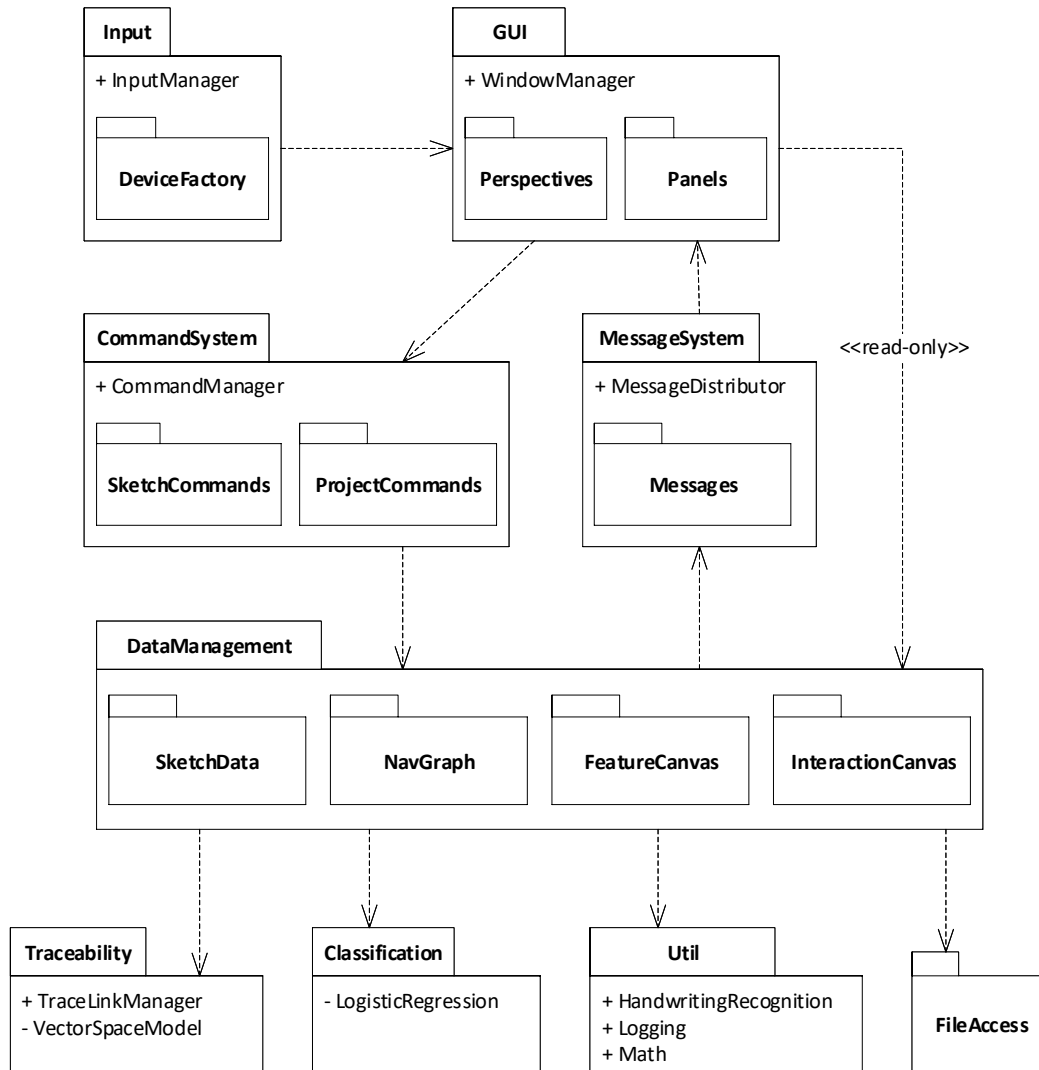 Input
GUI
+ InputManager
+ WindowManager
DeviceFactory
Perspectives
Panels
CommandSystem
MessageSystem
<<read-only>>
+ CommandManager
+ MessageDistributor
SketchCommands
ProjectCommands
Messages
DataManagement
SketchData
NavGraph
FeatureCanvas
InteractionCanvas
Traceability
Classification
Util
+ TraceLinkManager
- VectorSpaceModel
- LogisticRegression
+ HandwritingRecognition
+ Logging
+ Math
FileAccess